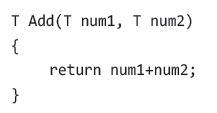 T Add(T num1, T num2)
{
return num1+num2;
}